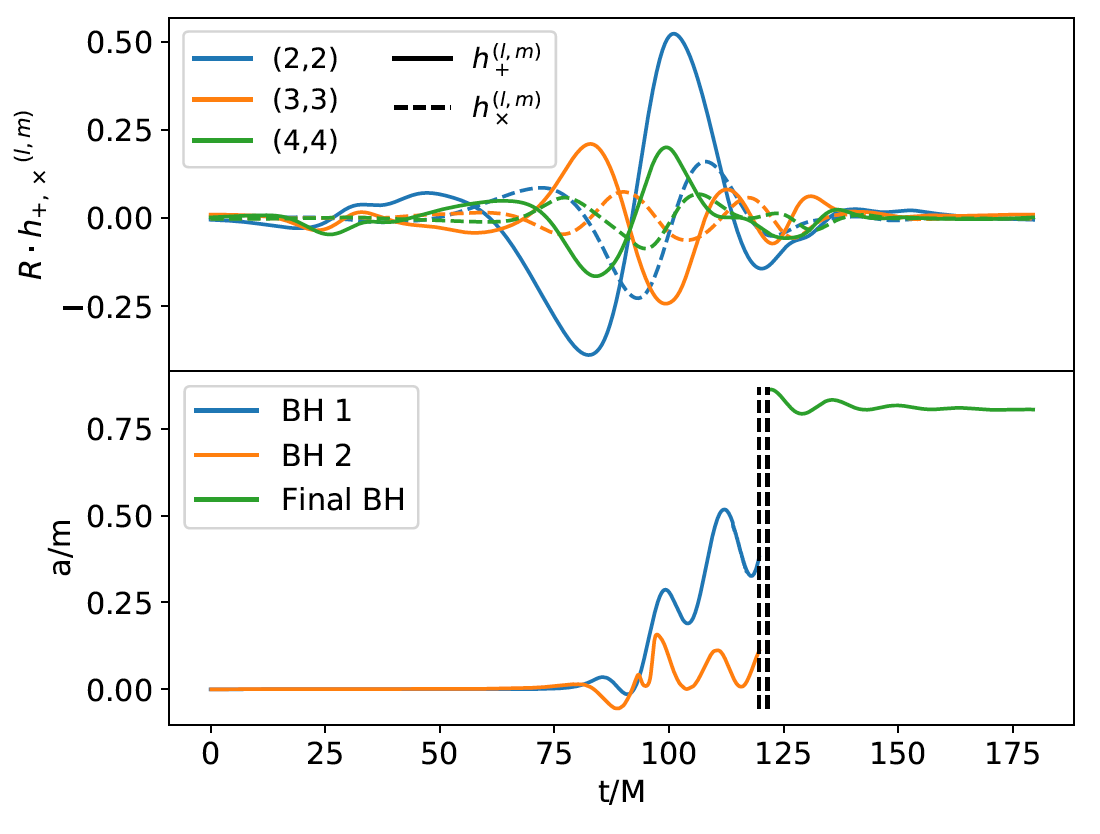 R · h₊,ₓ⁽ˡ,ᵐ⁾
0.50
0.25
0.00
−0.25
(2,2)
(3,3)
(4,4)
h₊⁽ˡ,ᵐ⁾
hₓ⁽ˡ,ᵐ⁾
a/m
0.75
0.50
0.25
0.00
BH 1
BH 2
Final BH
0 25 50 75 100 125 150 175
t/M